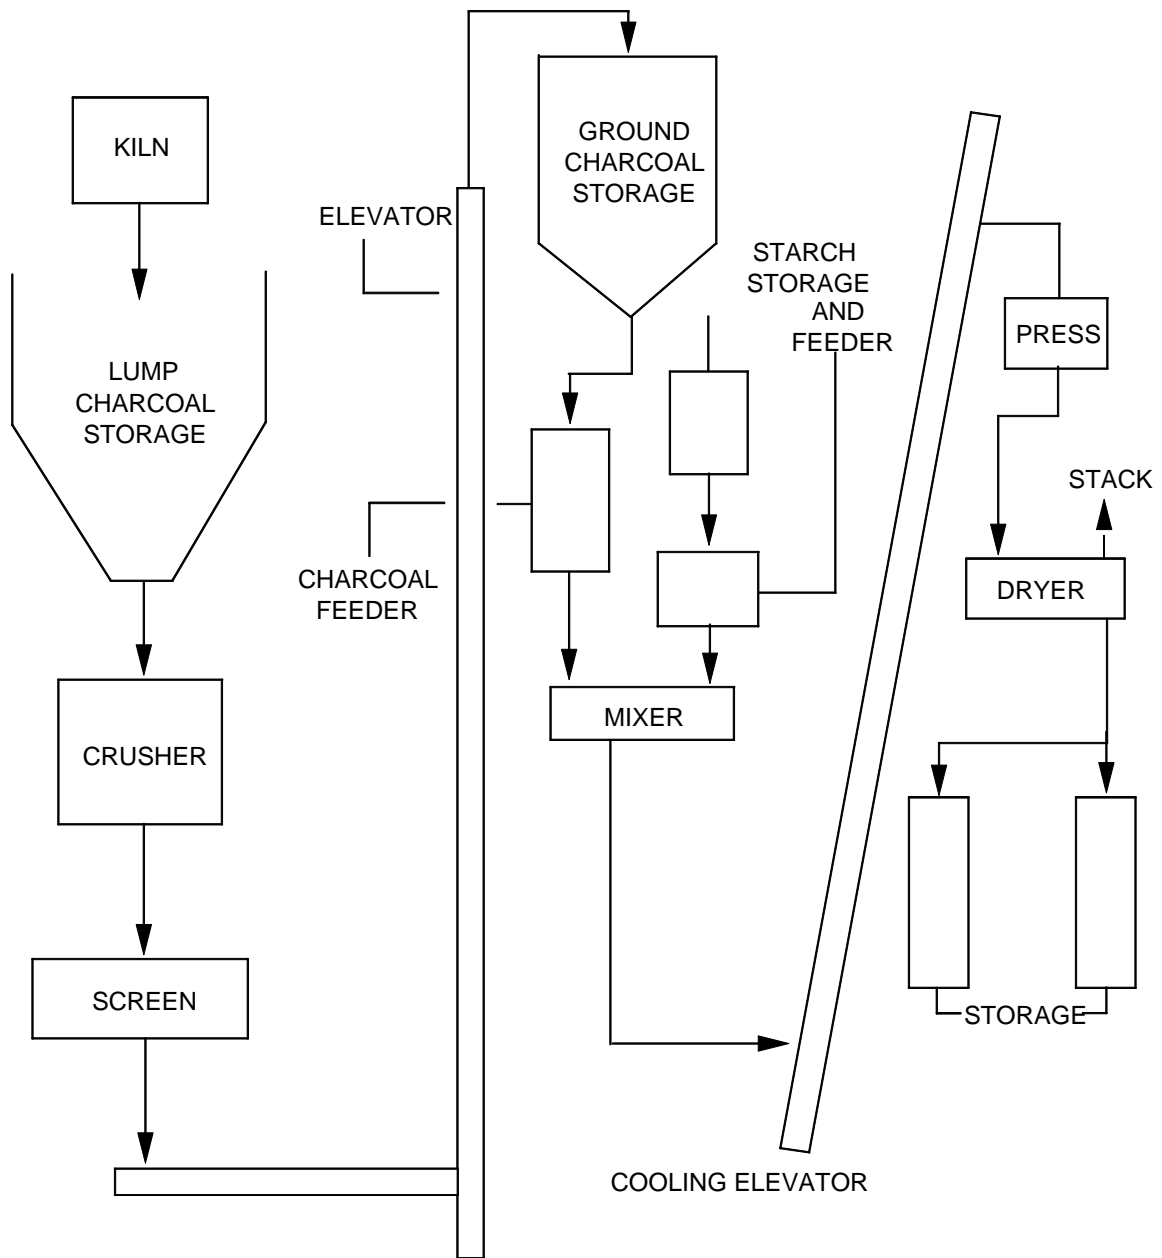 KILN
LUMP
CHARCOAL
STORAGE
CRUSHER
SCREEN
ELEVATOR
CHARCOAL
FEEDER
GROUND
CHARCOAL
STORAGE
STARCH
STORAGE
AND
FEEDER
MIXER
COOLING ELEVATOR
PRESS
STACK
DRYER
STORAGE